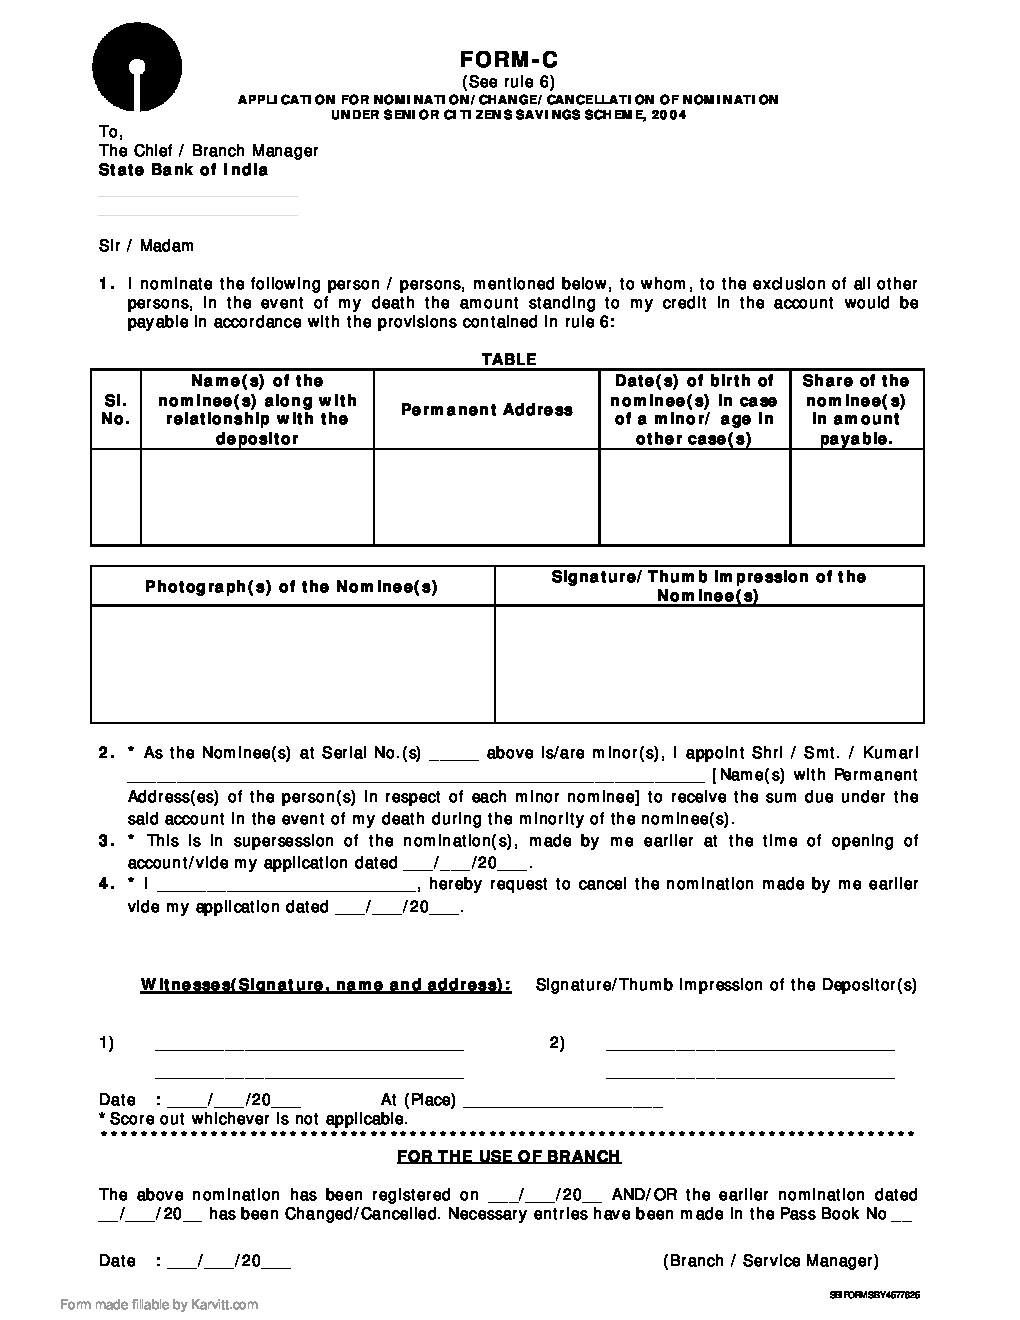 FORM-C
(See rule 6)
APPLICATION FOR NOMINATION/ CHANGE/ CANCELLATION OF NOMINATION
UNDER SENIOR CITIZENS SAVINGS SCHEME, 2004
To,
The Chief / Branch Manager
State Bank of India
Sir / Madam
1. I nominate the following person / persons, mentioned below, to whom, to the exclusion of all other
persons, in the event of my death the amount standing to my credit in the account would be
payable in accordance with the provisions contained in rule 6:
TABLE
Sl. No.
Name(s) of the nominee(s) along with relationship with the depositor
Permanent Address
Date(s) of birth of nominee(s) in case of a minor/ age in other case(s)
Share of the nominee(s) in amount payable.
Photograph(s) of the Nominee(s)
Signature/ Thumb impression of the Nominee(s)
2. * As the Nominee(s) at Serial No.(s) _____ above is/are minor(s), I appoint Shri / Smt. / Kumari
__________________________________________________________ [Name(s) with Permanent
Address(es) of the person(s) in respect of each minor nominee] to receive the sum due under the
said account in the event of my death during the minority of the nominee(s).
3. * This is in supersession of the nomination(s), made by me earlier at the time of opening of
account/vide my application dated ___/___/20___.
4. * I __________________________, hereby request to cancel the nomination made by me earlier
vide my application dated ___/___/20___.
Witnesses(Signature, name and address): Signature/Thumb impression of the Depositor(s)
1) _______________________________ 2) _____________________________
_______________________________ _____________________________
Date : ____/___/20___ At (Place) ____________________
* Score out whichever is not applicable.
***********************************************************************************
FOR THE USE OF BRANCH
The above nomination has been registered on ___/___/20__ AND/OR the earlier nomination dated
__/___/20__ has been Changed/Cancelled. Necessary entries have been made in the Pass Book No __
Date : ___/___/20___ (Branch / Service Manager)
Form made fillable by Karvitt.com